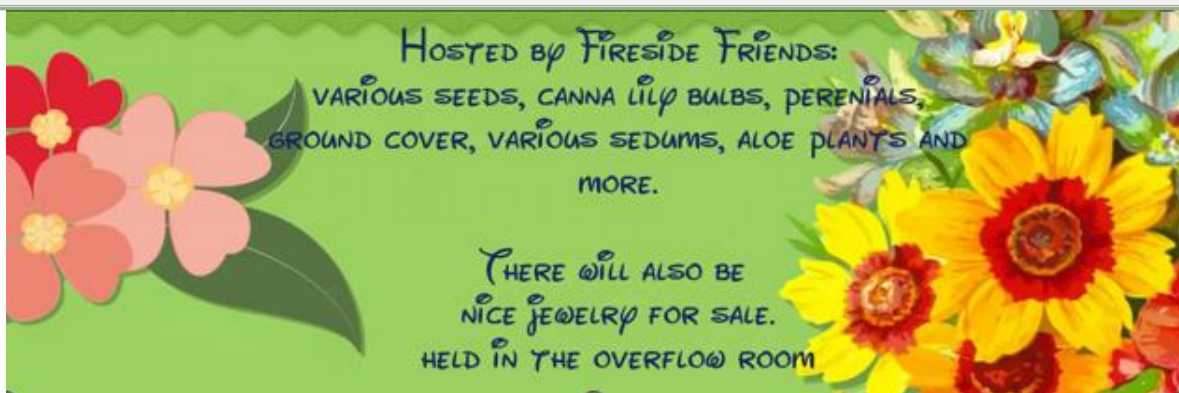 Hosted by Fireside Friends:
various seeds, canna lily bulbs, perenials,
ground cover, various sedums, aloe plants and
more.
There will also be
nice jewelry for sale.
held in the overflow room